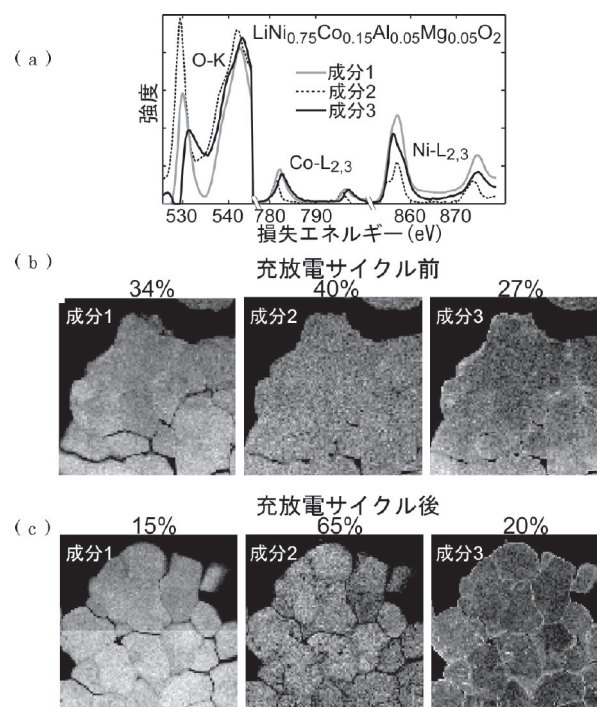 (a)
LiNi0.75Co0.15Al0.05Mg0.05O2
O-K
成分1
成分2
成分3
強度
Co-L2,3
Ni-L2,3
530 540 780 790 860 870
損失エネルギー(eV)
(b)
充放電サイクル前
34% 40% 27%
成分1 成分2 成分3
(c)
充放電サイクル後
15% 65% 20%
成分1 成分2 成分3